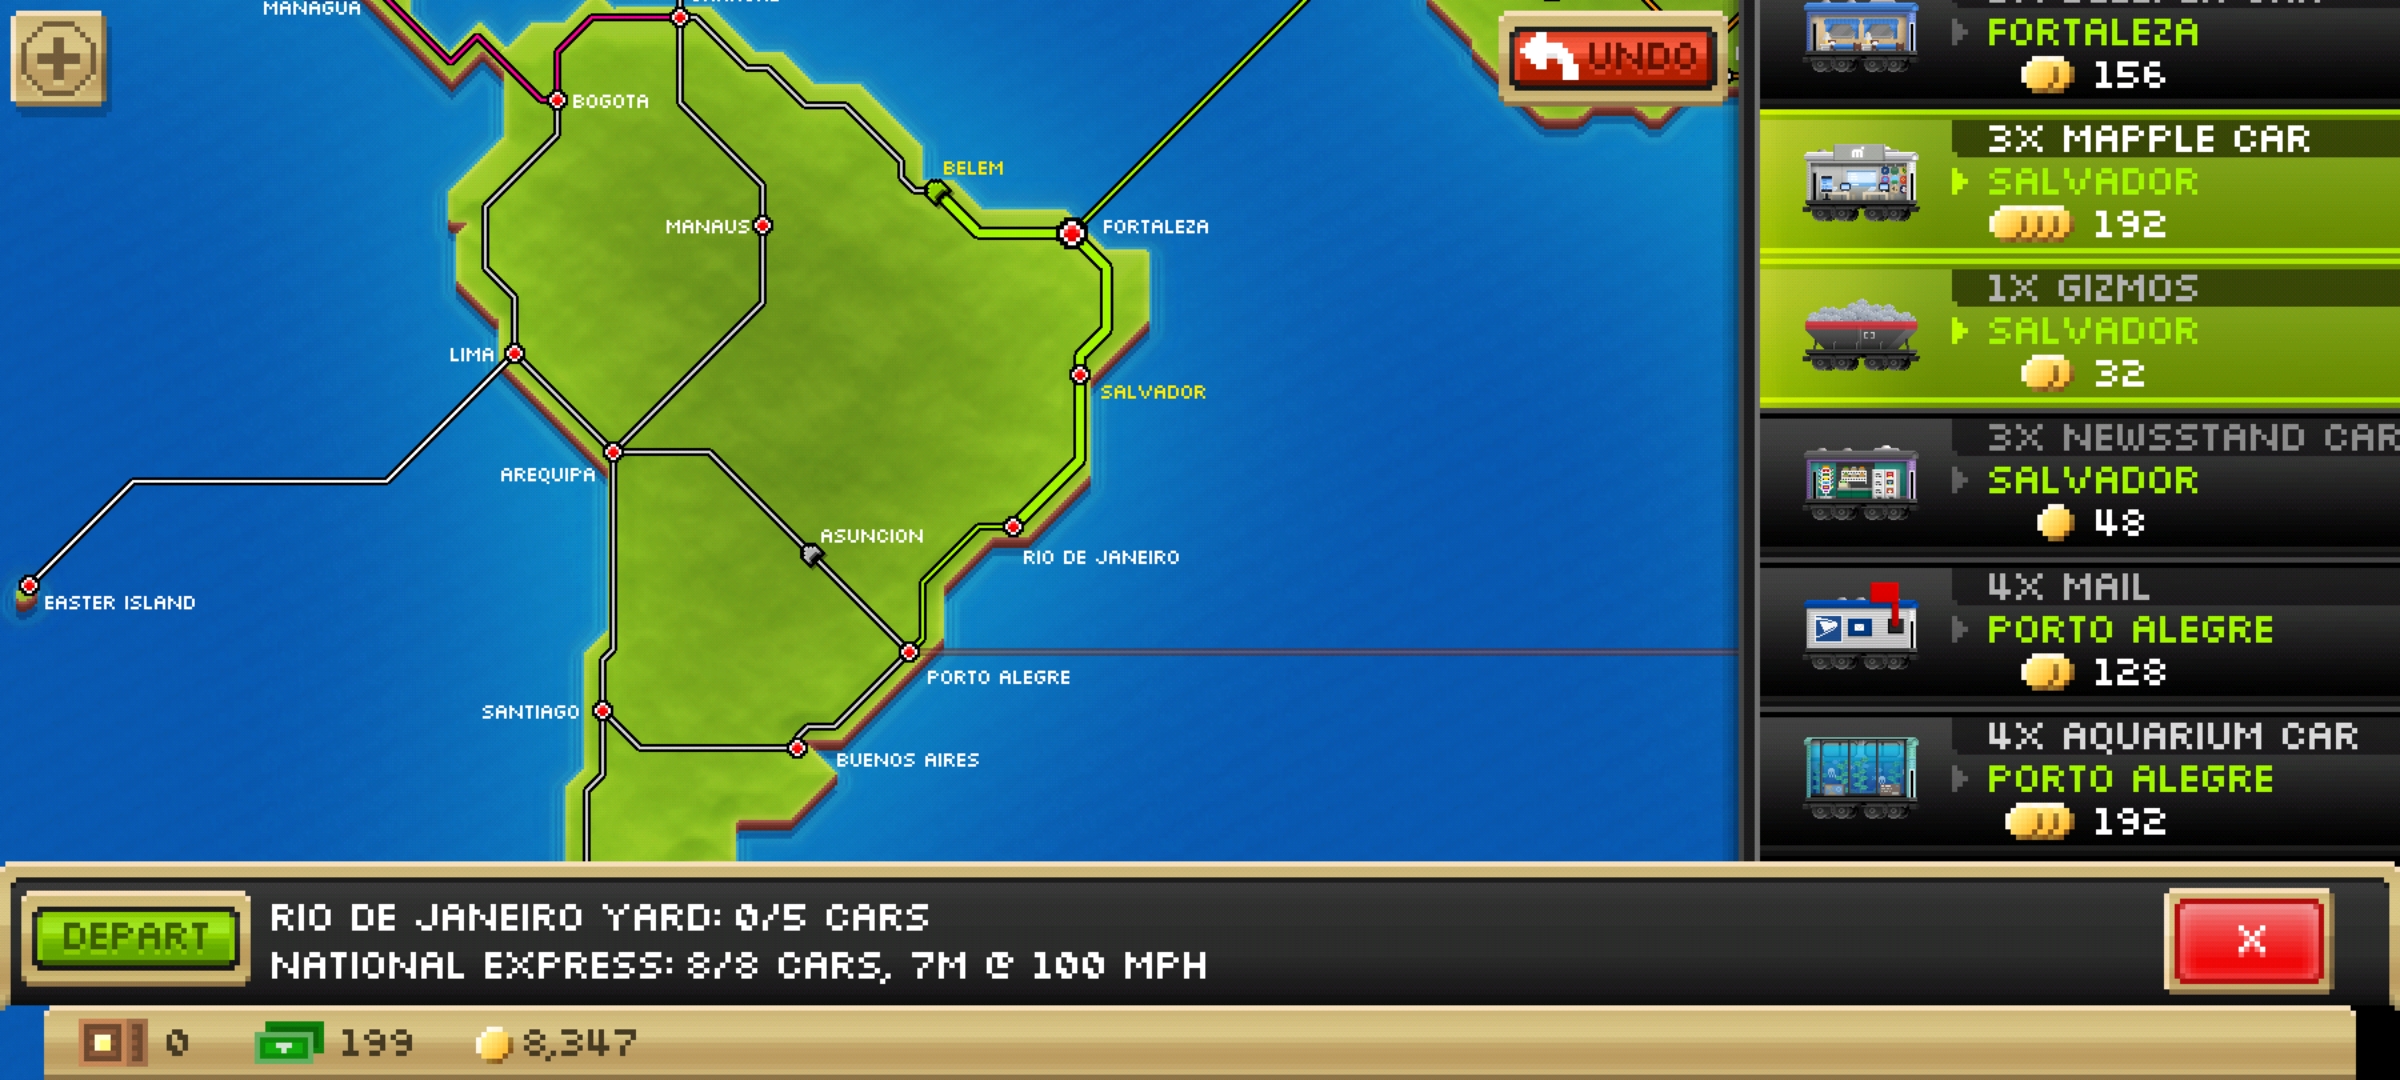 MANAGUA
UNDO
BOGOTA
BELEM
MANAUS
FORTALEZA
LIMA
SALVADOR
AREQUIPA
ASUNCION
RIO DE JANEIRO
EASTER ISLAND
PORTO ALEGRE
SANTIAGO
BUENOS AIRES
FORTALEZA
156
3X MAPPLE CAR
SALVADOR
192
1X GIZMOS
SALVADOR
32
3X NEWSSTAND CAR
SALVADOR
48
4X MAIL
PORTO ALEGRE
128
4X AQUARIUM CAR
PORTO ALEGRE
192
DEPART
RIO DE JANEIRO YARD: 0/5 CARS
NATIONAL EXPRESS: 8/8 CARS, 7M @ 100 MPH
X
0
199
8,347